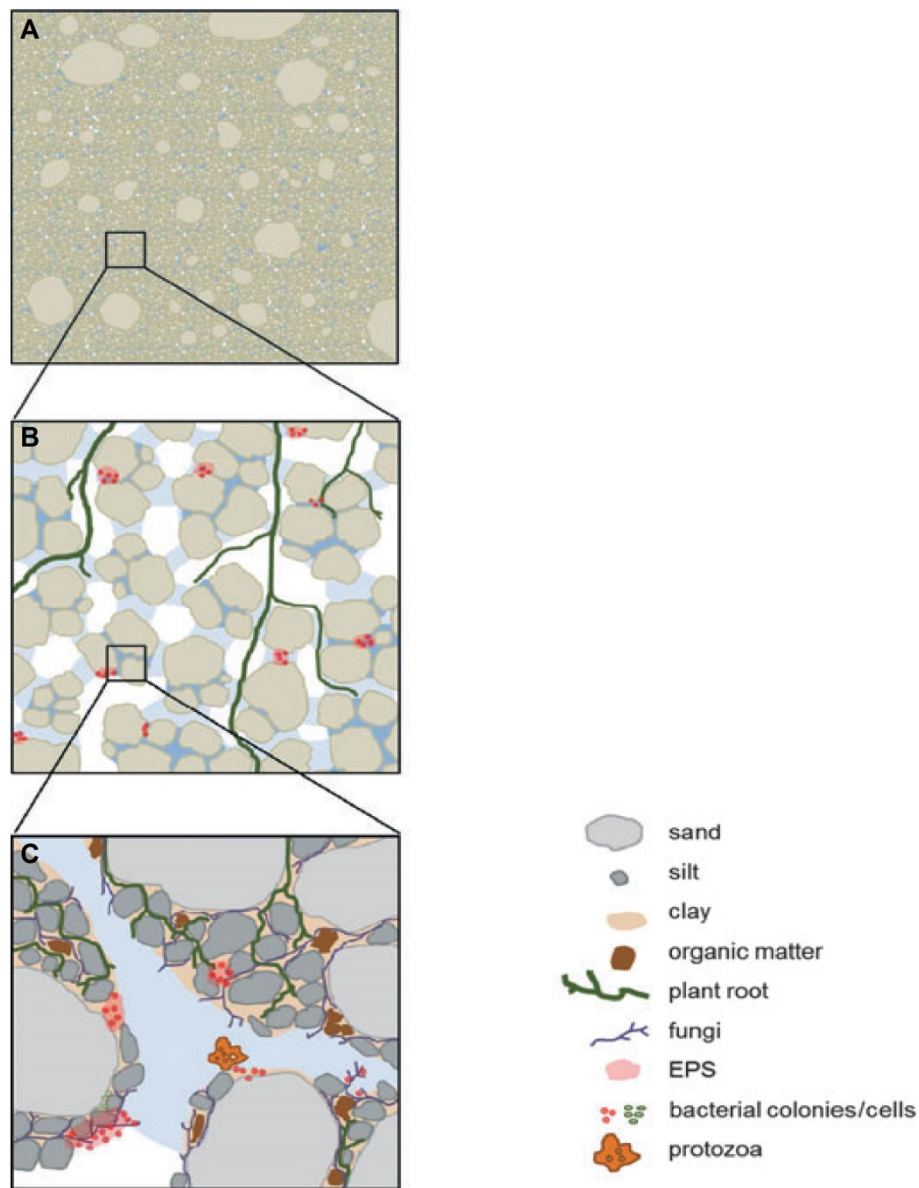 A
B
C
sand
silt
clay
organic matter
plant root
fungi
EPS
bacterial colonies/cells
protozoa